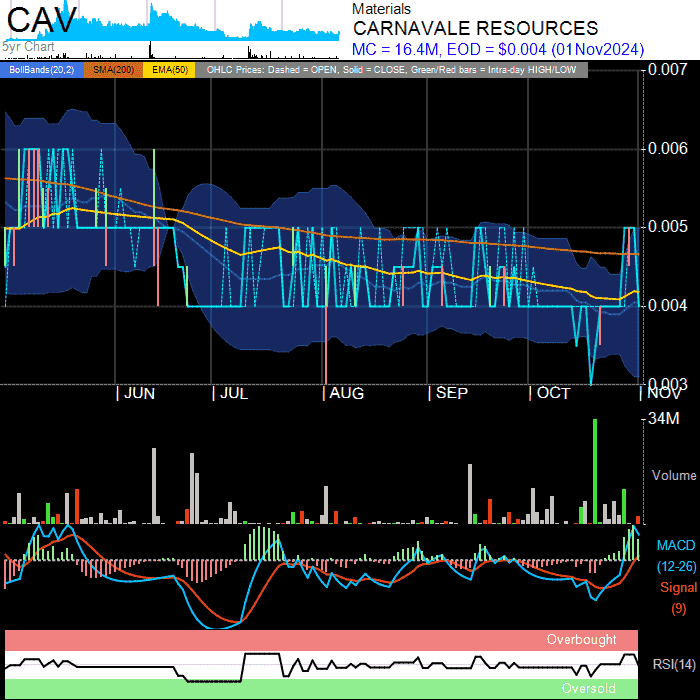 CAV
5yr Chart
Materials
CARNAVALE RESOURCES
MC = 16.4M, EOD = $0.004 (01Nov2024)
BollBands(20,2) SMA(200) EMA(50) OHLC Prices: Dashed = OPEN, Solid = CLOSE, Green/Red bars = Intra-day HIGH/LOW
0.007
0.006
0.005
0.004
0.003
JUN JUL AUG SEP OCT NOV
34M
Volume
MACD
(12-26)
Signal
(9)
Overbought
RSI(14)
Oversold